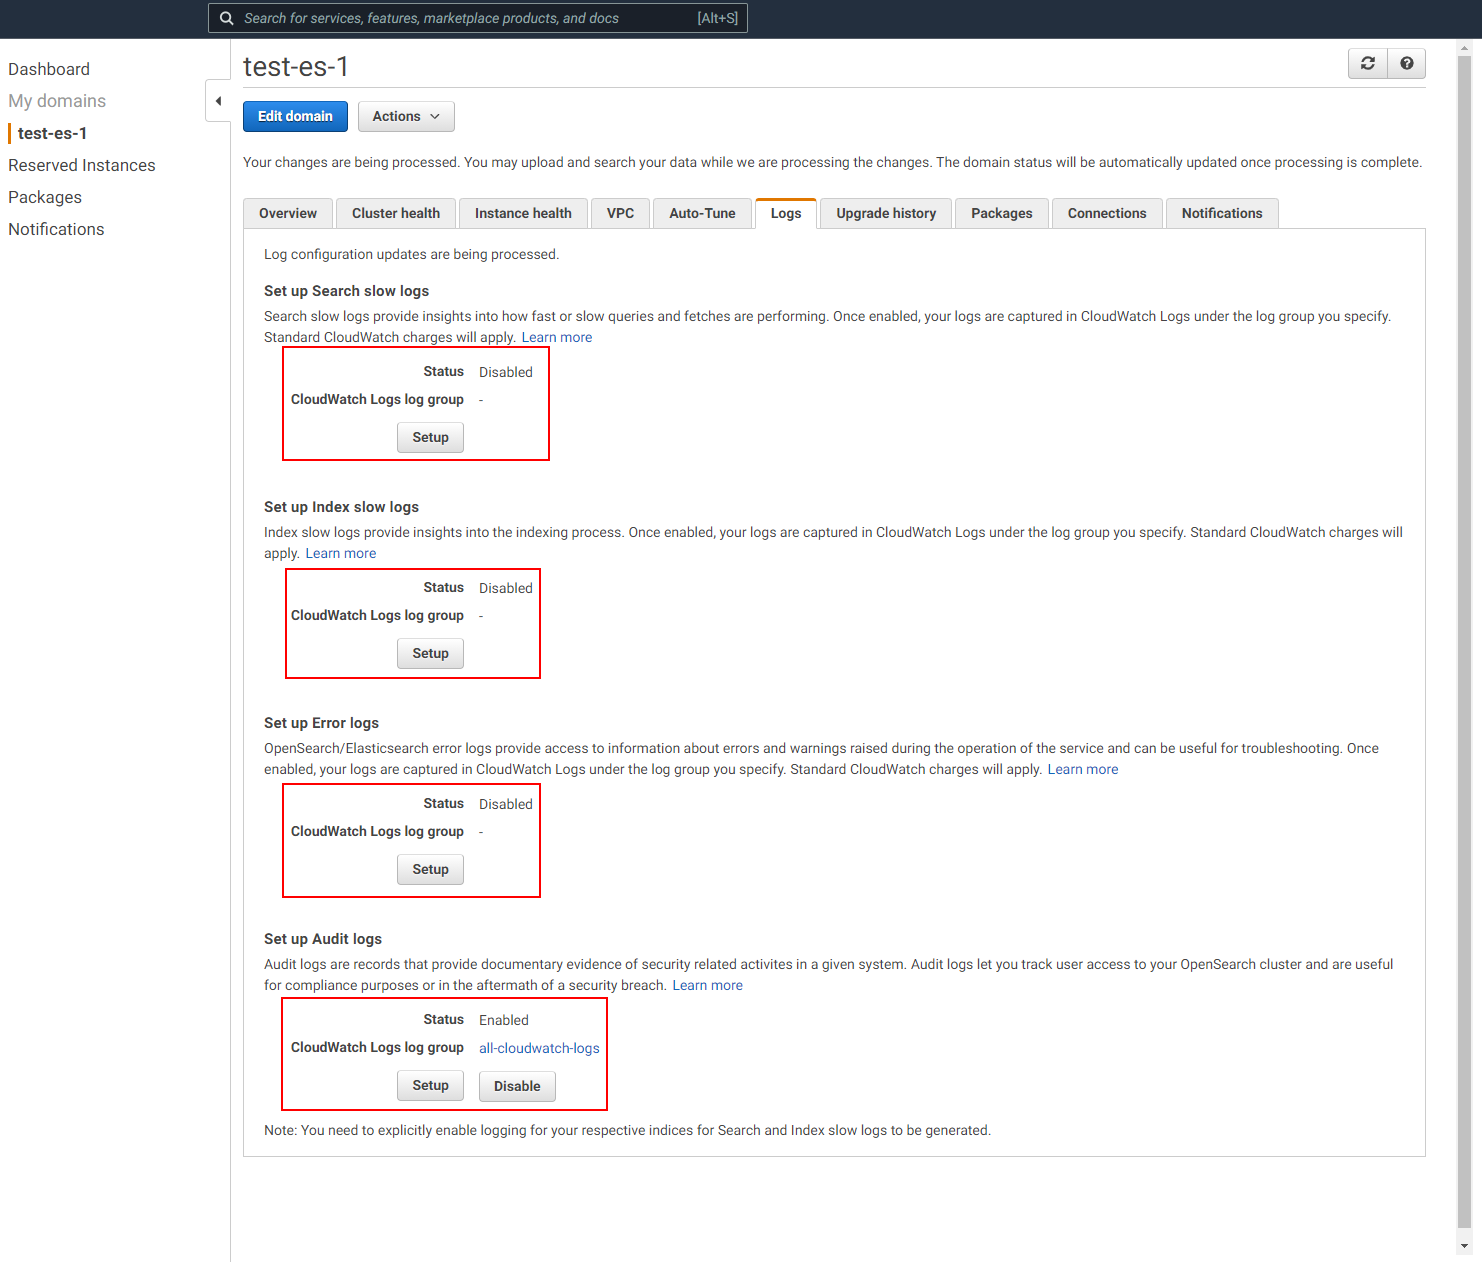 Search for services, features, marketplace products, and docs [Alt+S]
Dashboard
My domains
test-es-1
Reserved Instances
Packages
Notifications
test-es-1
Edit domain Actions
Your changes are being processed. You may upload and search your data while we are processing the changes. The domain status will be automatically updated once processing is complete.
Overview Cluster health Instance health VPC Auto-Tune Logs Upgrade history Packages Connections Notifications
Log configuration updates are being processed.
Set up Search slow logs
Search slow logs provide insights into how fast or slow queries and fetches are performing. Once enabled, your logs are captured in CloudWatch Logs under the log group you specify.
Standard CloudWatch charges will apply. Learn more
Status Disabled
CloudWatch Logs log group -
Setup
Set up Index slow logs
Index slow logs provide insights into the indexing process. Once enabled, your logs are captured in CloudWatch Logs under the log group you specify. Standard CloudWatch charges will
apply. Learn more
Status Disabled
CloudWatch Logs log group -
Setup
Set up Error logs
OpenSearch/Elasticsearch error logs provide access to information about errors and warnings raised during the operation of the service and can be useful for troubleshooting. Once
enabled, your logs are captured in CloudWatch Logs under the log group you specify. Standard CloudWatch charges will apply. Learn more
Status Disabled
CloudWatch Logs log group -
Setup
Set up Audit logs
Audit logs are records that provide documentary evidence of security related activites in a given system. Audit logs let you track user access to your OpenSearch cluster and are useful
for compliance purposes or in the aftermath of a security breach. Learn more
Status Enabled
CloudWatch Logs log group all-cloudwatch-logs
Setup Disable
Note: You need to explicitly enable logging for your respective indices for Search and Index slow logs to be generated.